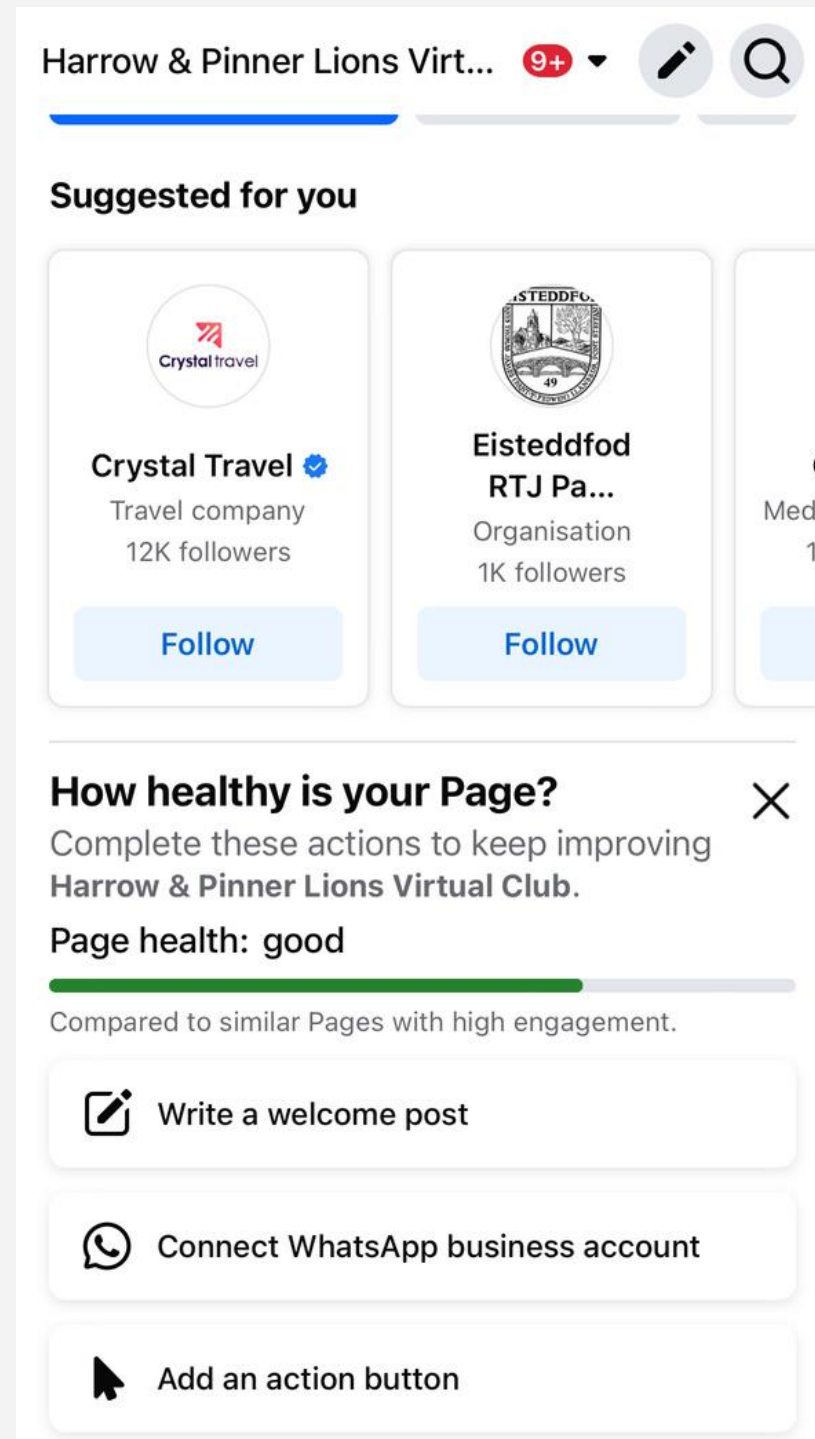 Harrow & Pinner Lions Virt... 9+
Suggested for you
Crystal travel
Crystal Travel
Travel company
12K followers
Follow
49
Eisteddfod
RTJ Pa...
Organisation
1K followers
Follow
How healthy is your Page?
Complete these actions to keep improving
Harrow & Pinner Lions Virtual Club.
Page health: good
Compared to similar Pages with high engagement.
Write a welcome post
Connect WhatsApp business account
Add an action button